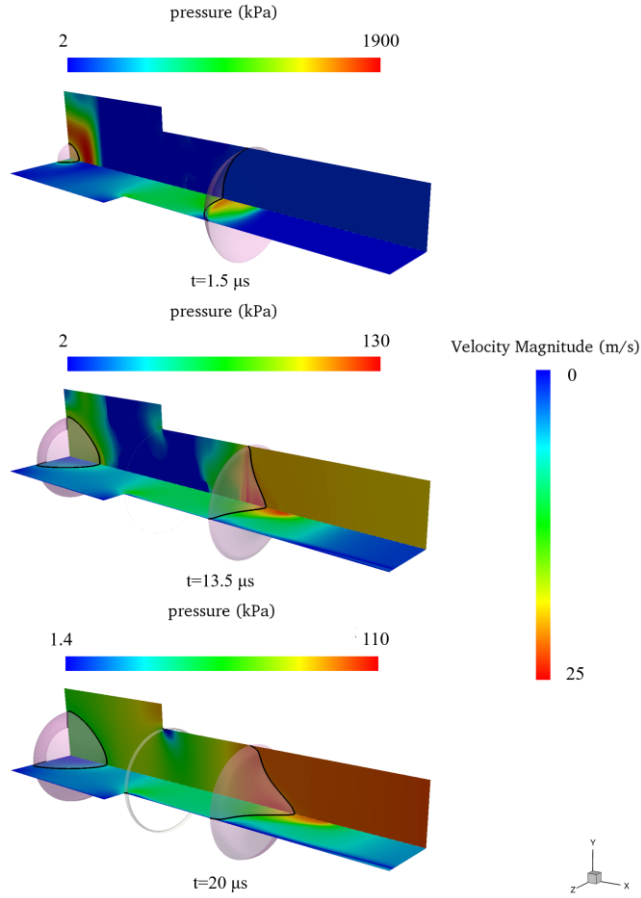 pressure (kPa)
2 1900
t=1.5 μs
pressure (kPa)
2 130
Velocity Magnitude (m/s)
0
t=13.5 μs
pressure (kPa)
1.4 110
25
t=20 μs
Y
Z X